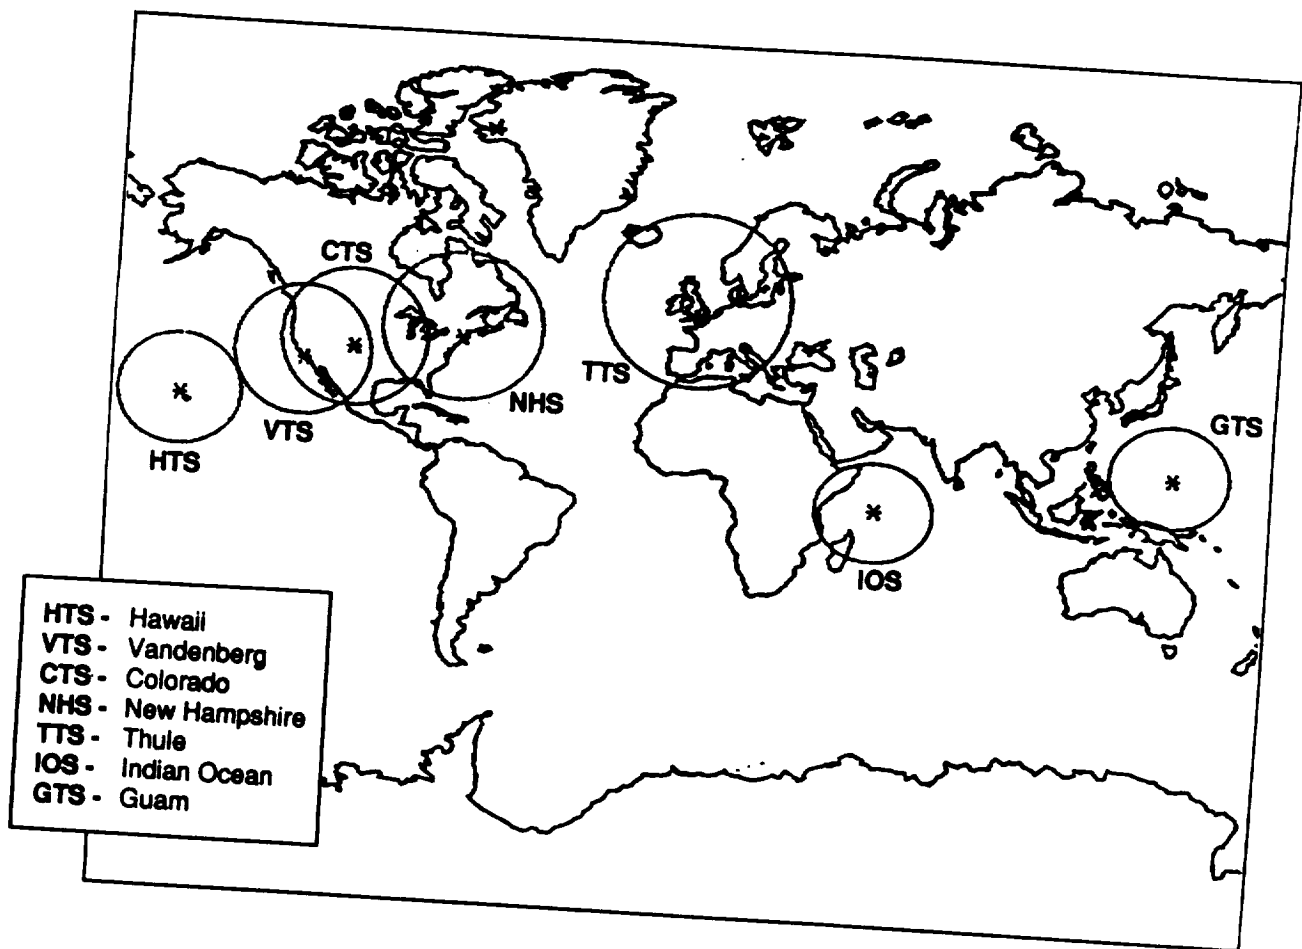 CTS
TTS
NHS
VTS
GTS
HTS
IOS
HTS - Hawaii
VTS - Vandenberg
CTS - Colorado
NHS - New Hampshire
TTS - Thule
IOS - Indian Ocean
GTS - Guam